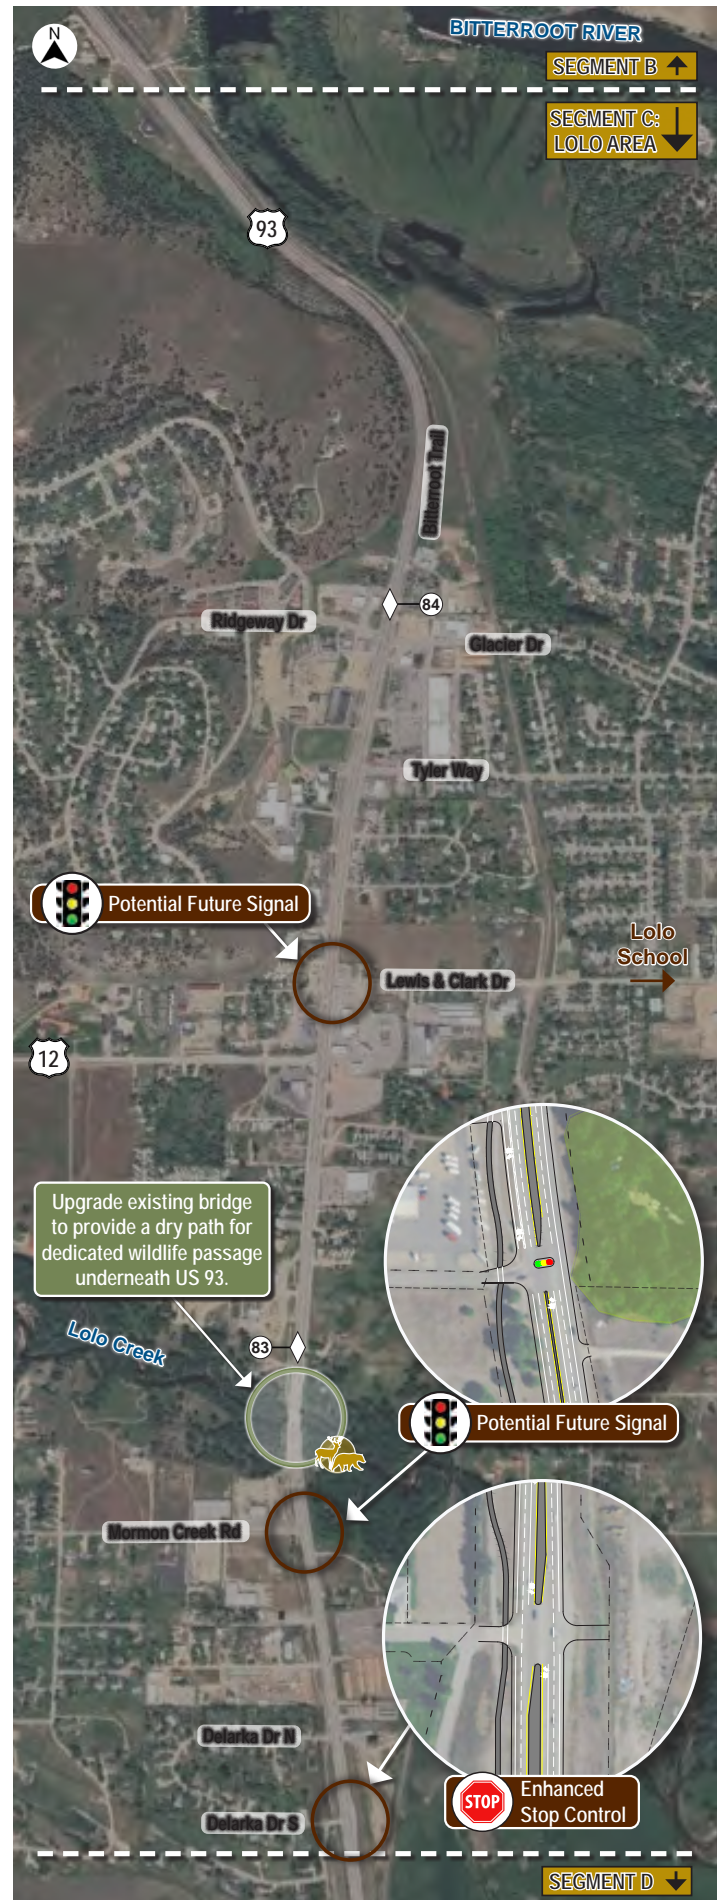 N
BITTERROOT RIVER
SEGMENT B
SEGMENT C:
LOLO AREA
93
Bitterroot Trail
84
Ridgeway Dr
Glacier Dr
Tyler Way
Potential Future Signal
Lolo
School
Lewis & Clark Dr
12
Upgrade existing bridge
to provide a dry path for
dedicated wildlife passage
underneath US 93.
Lolo Creek
83
Potential Future Signal
Mormon Creek Rd
Delarka Dr N
STOP
Enhanced
Stop Control
Delarka Dr S
SEGMENT D